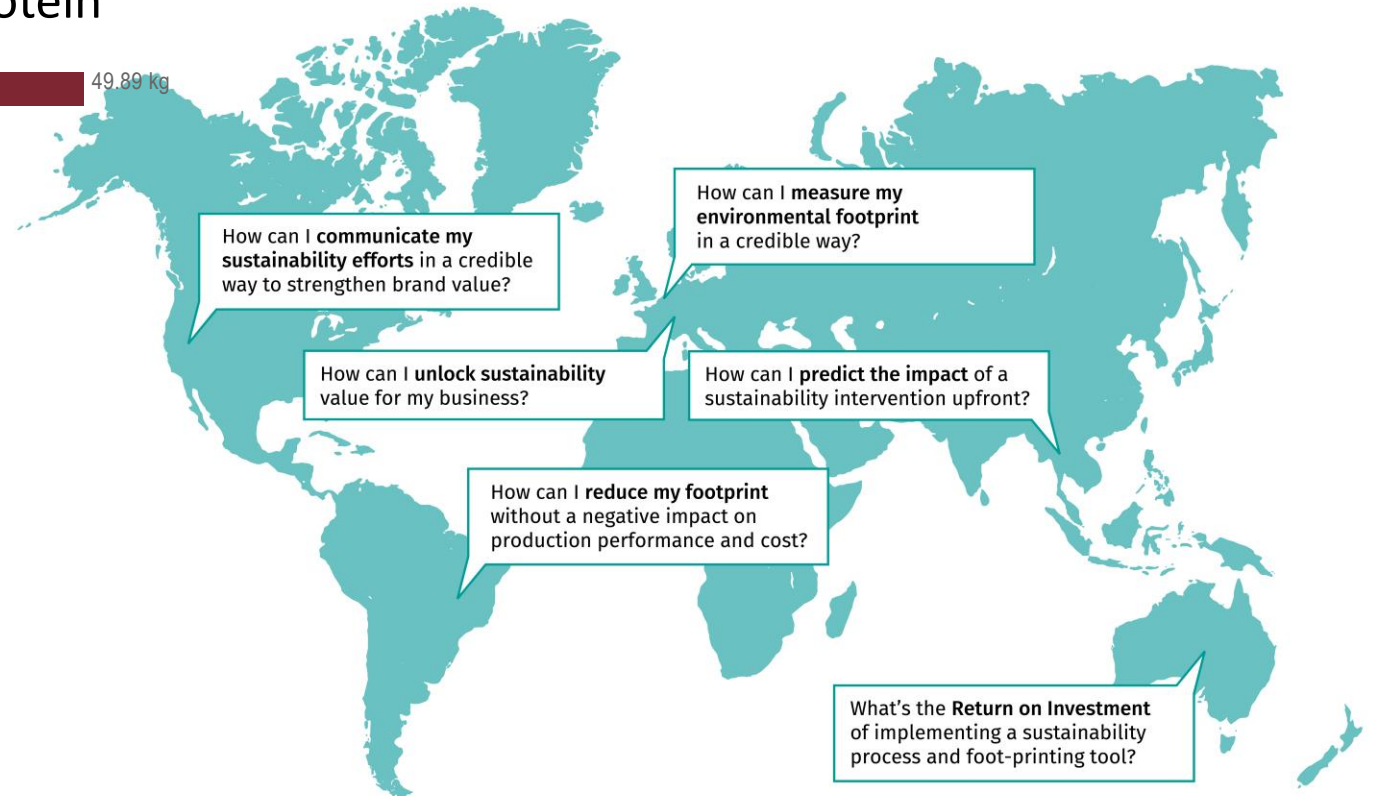 otein
49.89 kg
How can I measure my
environmental footprint
in a credible way?
How can I communicate my
sustainability efforts in a credible
way to strengthen brand value?
How can I unlock sustainability
value for my business?
How can I predict the impact of a
sustainability intervention upfront?
How can I reduce my footprint
without a negative impact on
production performance and cost?
What's the Return on Investment
of implementing a sustainability
process and foot-printing tool?